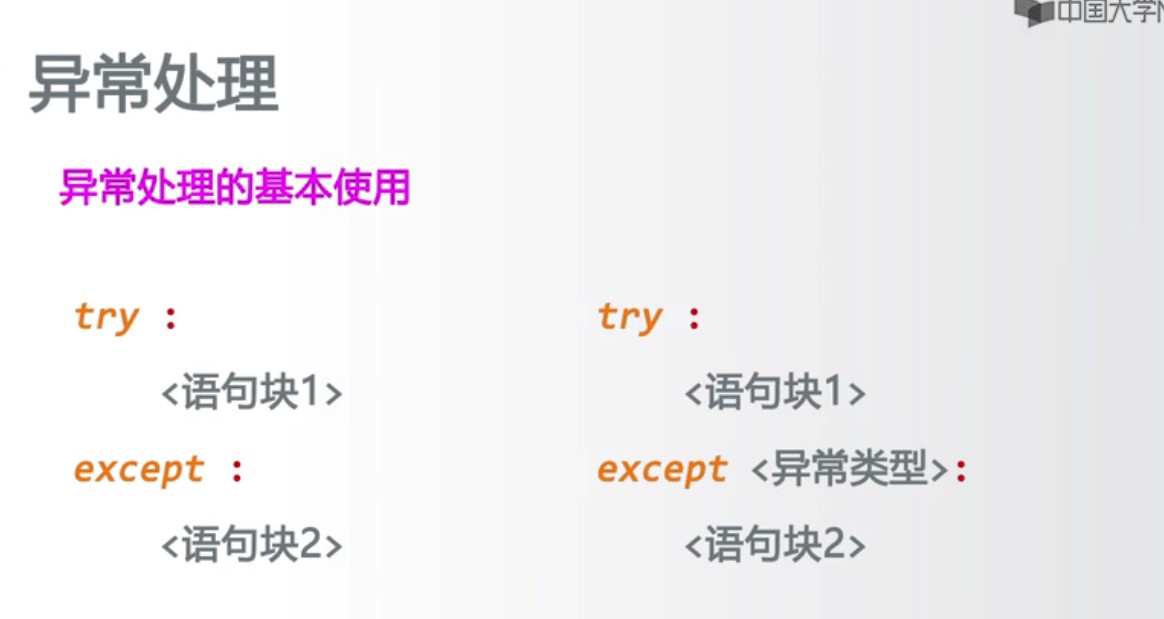 中国大学
异常处理
异常处理的基本使用
try :
<语句块1>
except :
<语句块2>
try :
<语句块1>
except <异常类型>:
<语句块2>